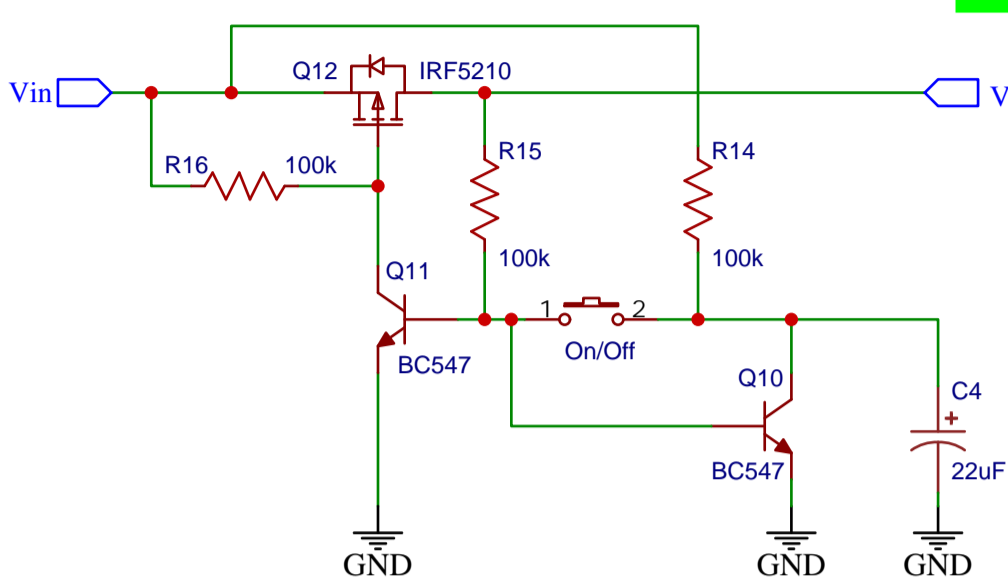 Vin
Q12
IRF5210
V
R16
100k
R15
100k
R14
100k
Q11
BC547
1
2
On/Off
Q10
BC547
C4
+
22uF
GND
GND
GND